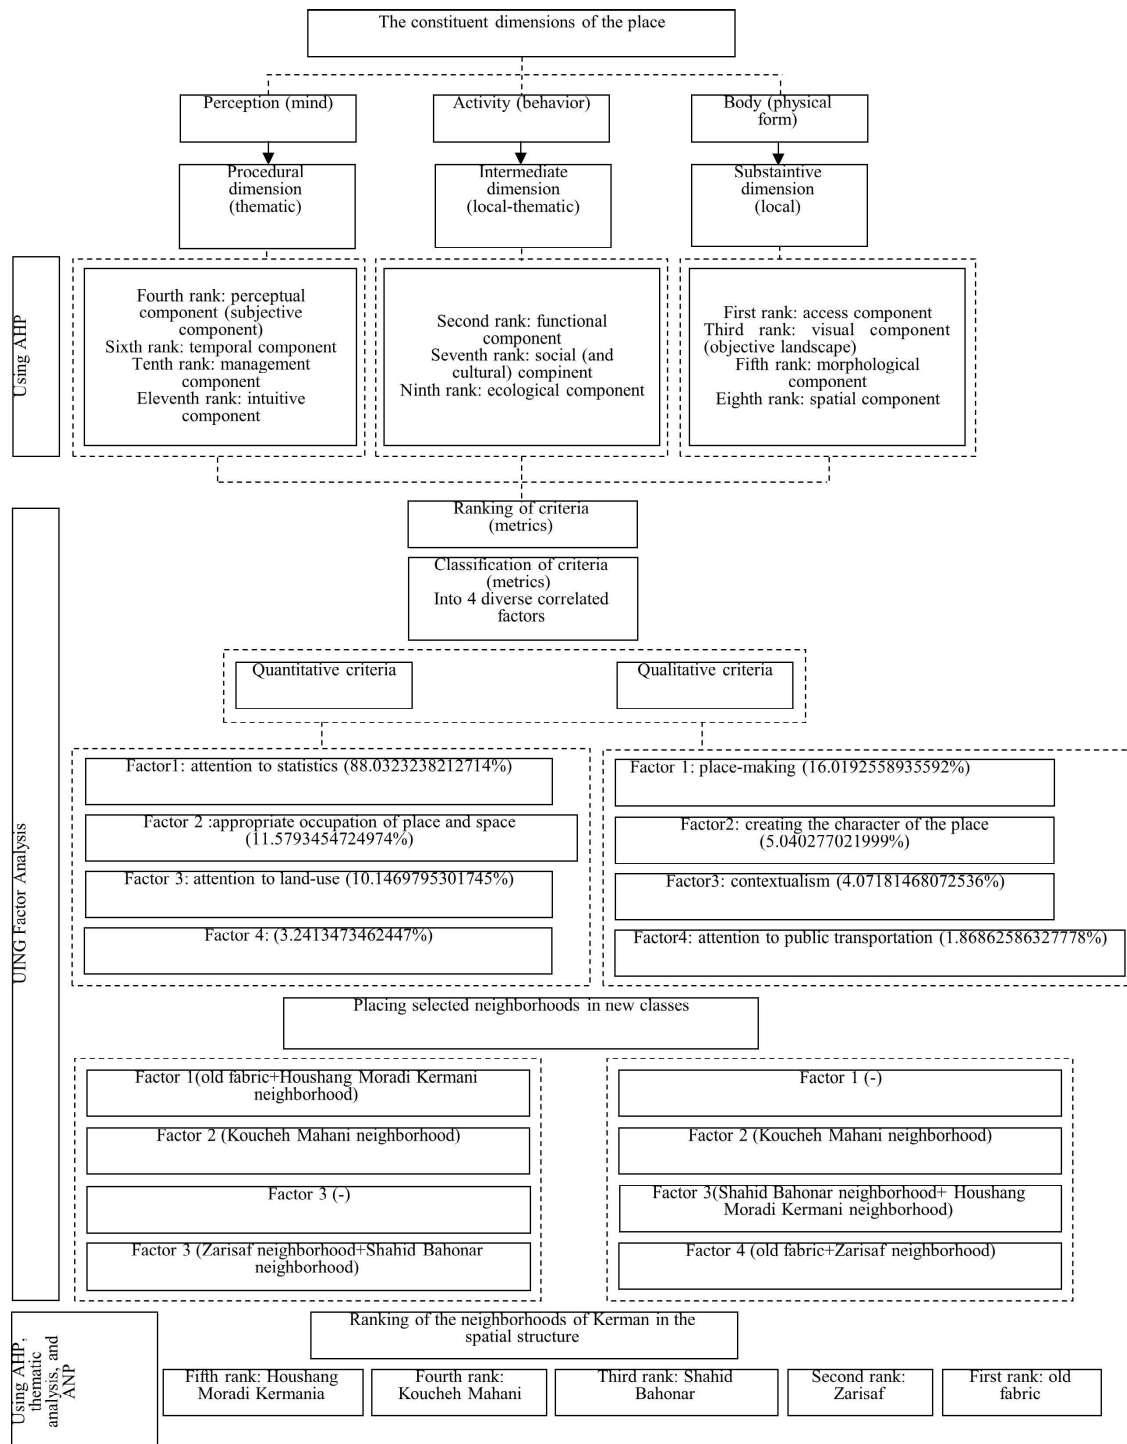 The constituent dimensions of the place
Perception (mind)
Activity (behavior)
Body (physical
form)
Procedural
dimension
(thematic)
Intermediate
dimension
(local-thematic)
Substaintive
dimension
(local)
Using AHP
Fourth rank: perceptual
component (subjective
component)
Sixth rank: temporal component
Tenth rank: management
component
Eleventh rank: intuitive
component
Second rank: functional
component
Seventh rank: social (and
cultural) compinent
Ninth rank: ecological component
First rank: access component
Third rank: visual component
(objective landscape)
Fifth rank: morphological
component
Eighth rank: spatial component
UING Factor Analysis
Ranking of criteria
(metrics)
Classification of criteria
(metrics)
Into 4 diverse correlated
factors
Quantitative criteria
Qualitative criteria
Factor1: attention to statistics (88.0323238212714%)
Factor 2 :appropriate occupation of place and space
(11.5793454724974%)
Factor 3: attention to land-use (10.1469795301745%)
Factor 4: (3.2413473462447%)
Factor 1: place-making (16.0192558935592%)
Factor2: creating the character of the place
(5.040277021999%)
Factor3: contextualism (4.07181468072536%)
Factor4: attention to public transportation (1.86862586327778%)
Placing selected neighborhoods in new classes
Factor 1(old fabric+Houshang Moradi Kermani
neighborhood)
Factor 2 (Koucheh Mahani neighborhood)
Factor 3 (-)
Factor 3 (Zarisaf neighborhood+Shahid Bahonar
neighborhood)
Factor 1 (-)
Factor 2 (Koucheh Mahani neighborhood)
Factor 3(Shahid Bahonar neighborhood+ Houshang
Moradi Kermani neighborhood)
Factor 4 (old fabric+Zarisaf neighborhood)
Using AHP,
thematic
analysis, and
ANP
Ranking of the neighborhoods of Kerman in the
spatial structure
Fifth rank: Houshang
Moradi Kermania
Fourth rank:
Koucheh Mahani
Third rank: Shahid
Bahonar
Second rank:
Zarisaf
First rank: old
fabric